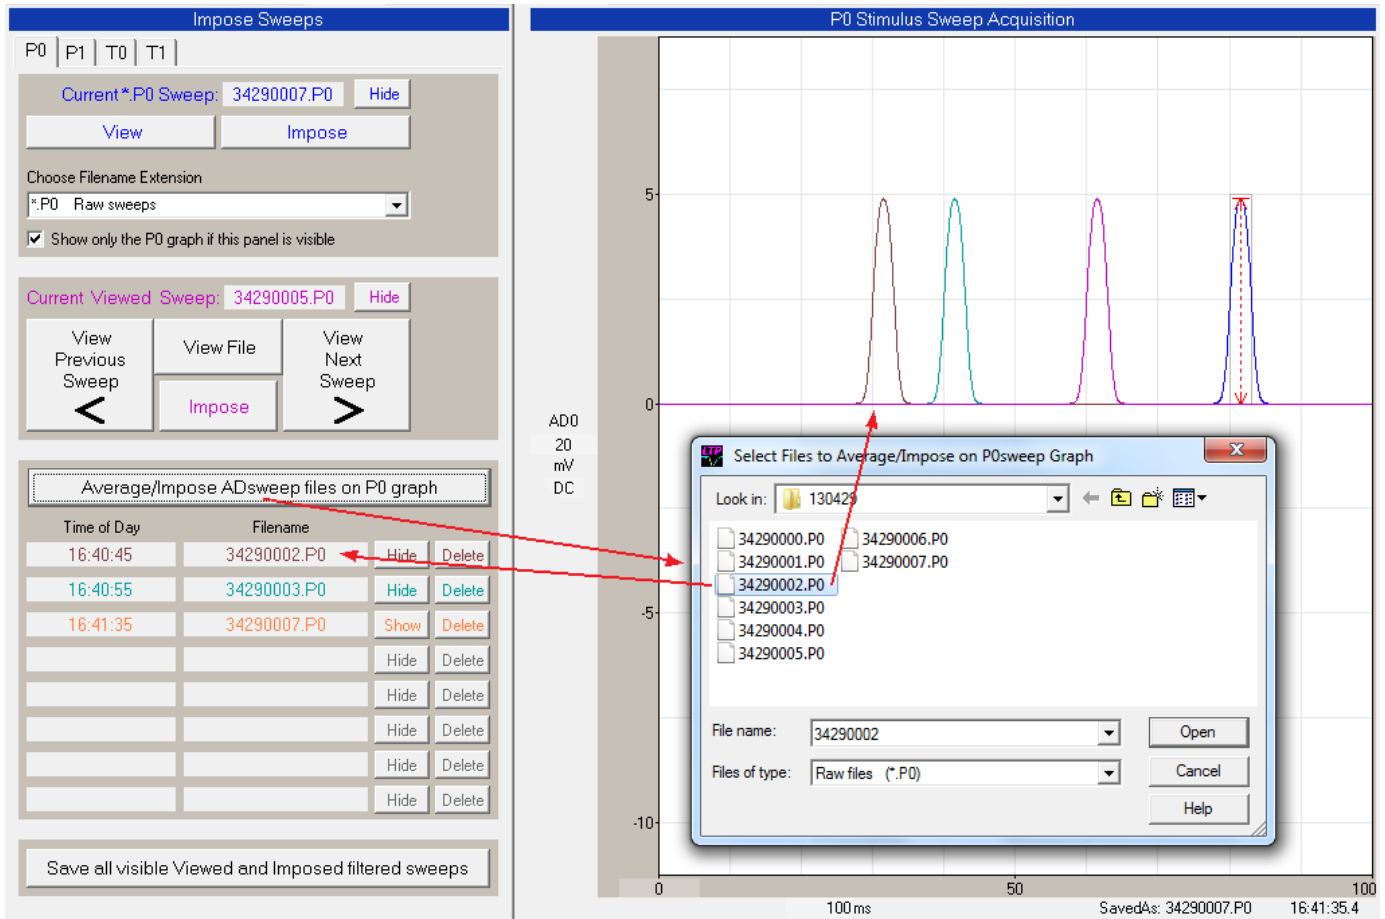 Impose Sweeps
P0 P1 T0 T1
Current *.P0 Sweep: 34290007.P0 Hide
View Impose
Choose Filename Extension
*.P0 Raw sweeps
Show only the P0 graph if this panel is visible
Current Viewed Sweep: 34290005.P0 Hide
View Previous Sweep <
View File
Impose
View Next Sweep >
Average/Impose ADsweep files on P0 graph
Time of Day Filename
16:40:45 34290002.P0 Hide Delete
16:40:55 34290003.P0 Hide Delete
16:41:35 34290007.P0 Show Delete
Hide Delete
Hide Delete
Hide Delete
Hide Delete
Hide Delete
Save all visible Viewed and Imposed filtered sweeps
P0 Stimulus Sweep Acquisition
5
0
-5
-10
AD0
20
mV
DC
0 50 100
100 ms SavedAs: 34290007.P0 16:41:35.4
LTP
Select Files to Average/Impose on P0sweep Graph
X
Look in: 130429
34290000.P0 34290006.P0
34290001.P0 34290007.P0
34290002.P0
34290003.P0
34290004.P0
34290005.P0
File name: 34290002 Open
Files of type: Raw files (*.P0) Cancel
Help